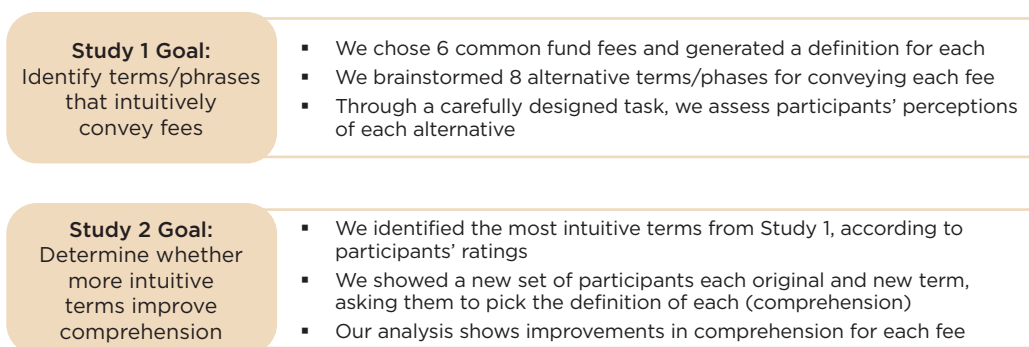 Study 1 Goal:
Identify terms/phrases
that intuitively
convey fees
▪ We chose 6 common fund fees and generated a definition for each
▪ We brainstormed 8 alternative terms/phases for conveying each fee
▪ Through a carefully designed task, we assess participants’ perceptions
of each alternative
Study 2 Goal:
Determine whether
more intuitive
terms improve
comprehension
▪ We identified the most intuitive terms from Study 1, according to
participants’ ratings
▪ We showed a new set of participants each original and new term,
asking them to pick the definition of each (comprehension)
▪ Our analysis shows improvements in comprehension for each fee